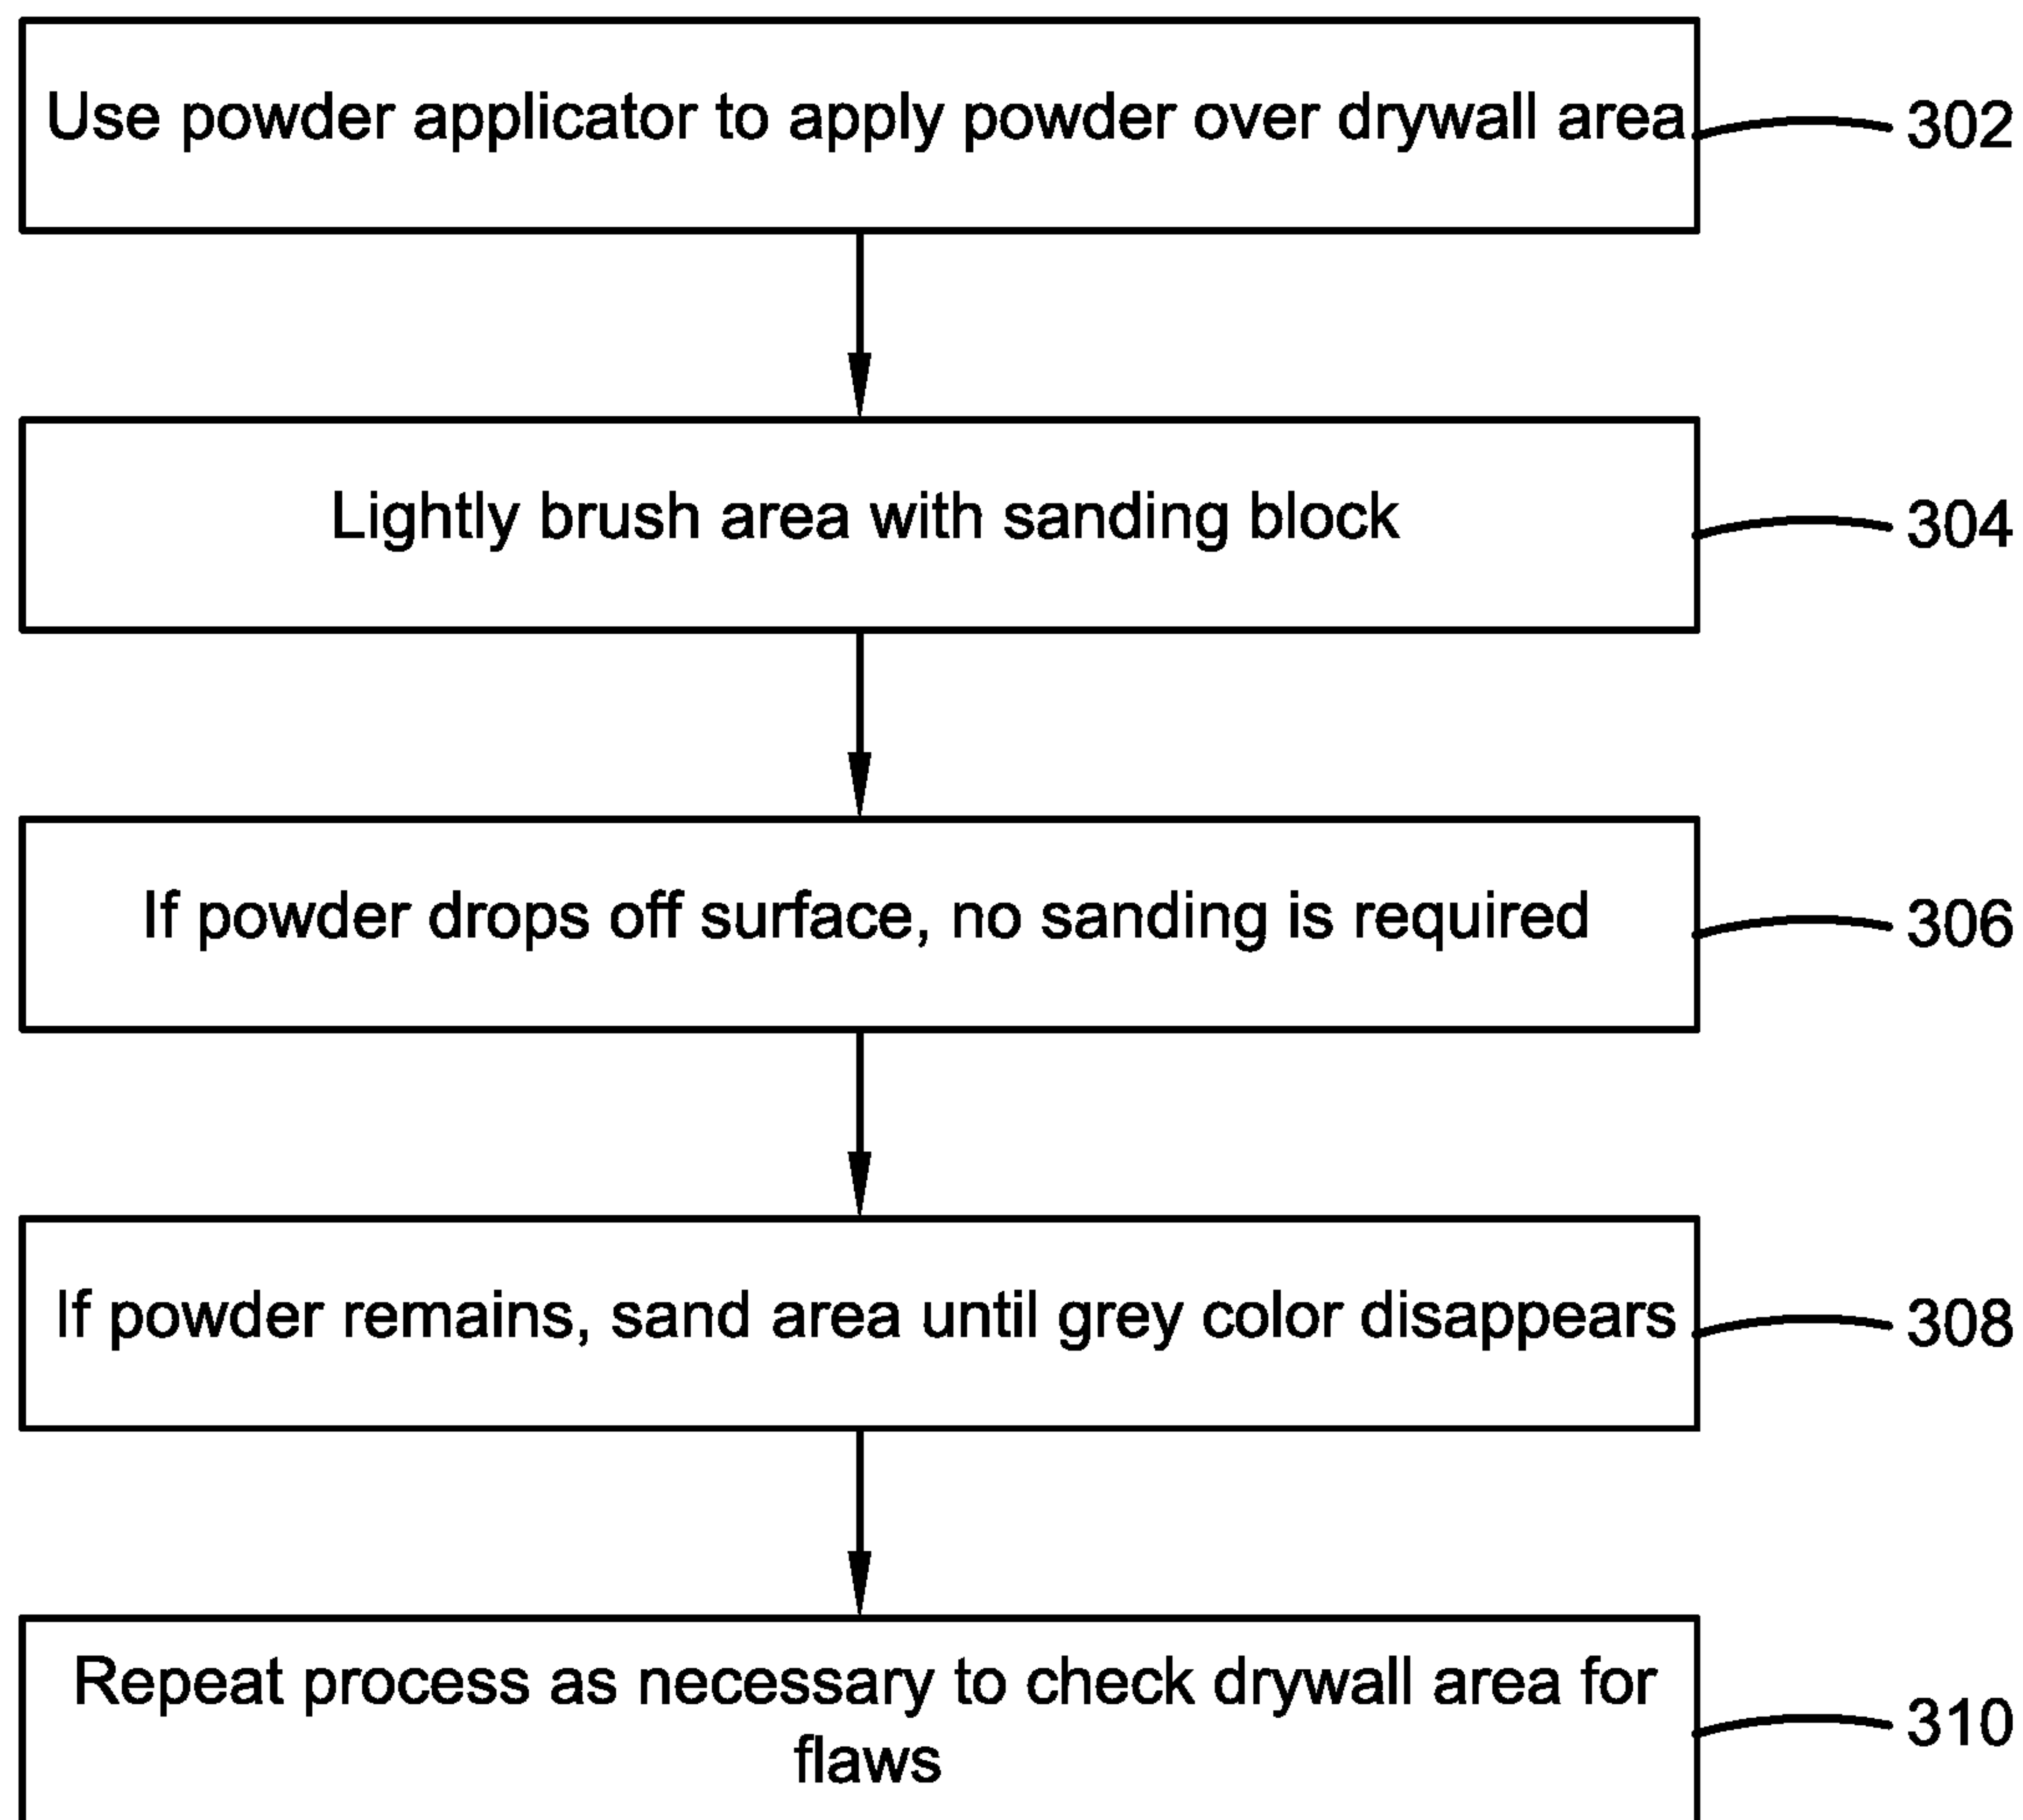 Use powder applicator to apply powder over drywall area
302
Lightly brush area with sanding block
304
If powder drops off surface, no sanding is required
306
If powder remains, sand area until grey color disappears
308
Repeat process as necessary to check drywall area for
flaws
310